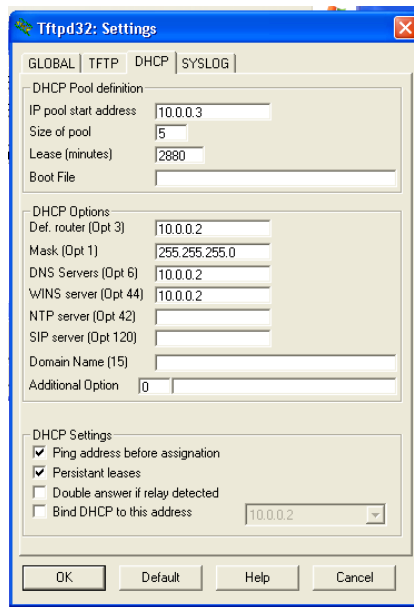 Tftpd32: Settings
GLOBAL TFTP DHCP SYSLOG
DHCP Pool definition
IP pool start address 10.0.0.3
Size of pool 5
Lease (minutes) 2880
Boot File
DHCP Options
Def. router (Opt 3) 10.0.0.2
Mask (Opt 1) 255.255.255.0
DNS Servers (Opt 6) 10.0.0.2
WINS server (Opt 44) 10.0.0.2
NTP server (Opt 42)
SIP server (Opt 120)
Domain Name (15)
Additional Option 0
DHCP Settings
Ping address before assignation
Persistant leases
Double answer if relay detected
Bind DHCP to this address 10.0.0.2
OK Default Help Cancel